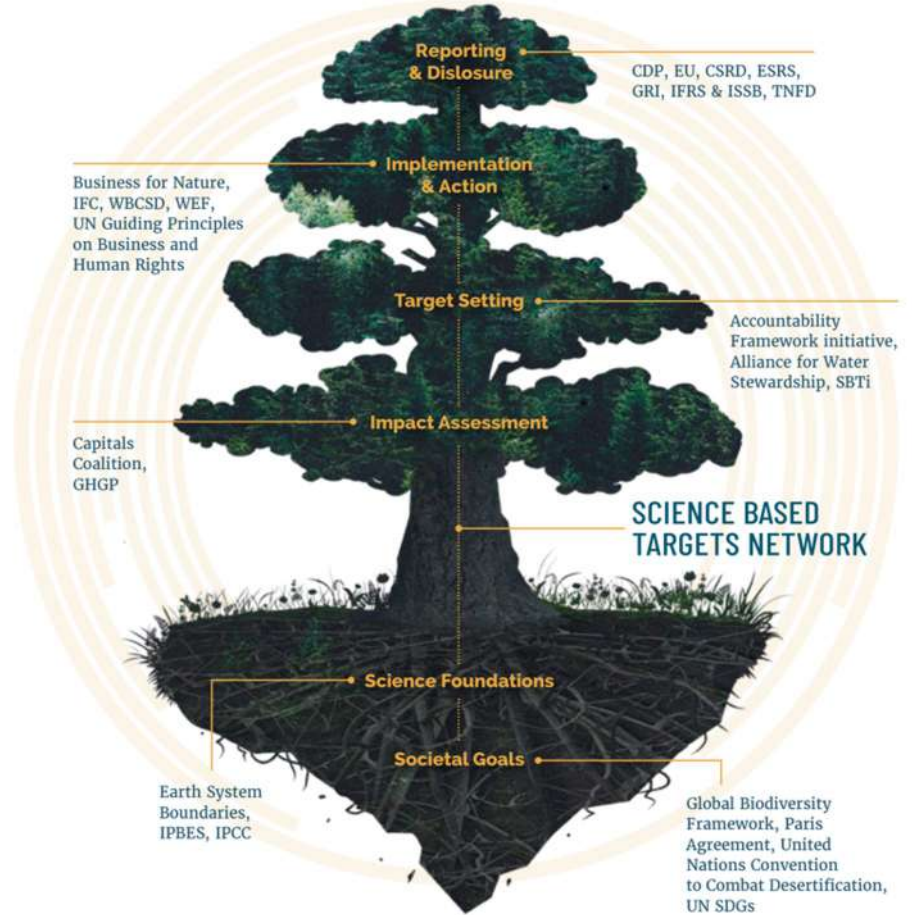 Reporting
& Dislosure
CDP, EU, CSRD, ESRS,
GRI, IFRS & ISSB, TNFD
Implementation
& Action
Business for Nature,
IFC, WBCSD, WEF,
UN Guiding Principles
on Business and
Human Rights
Target Setting
Accountability
Framework initiative,
Alliance for Water
Stewardship, SBTi
Impact Assessment
Capitals
Coalition,
GHGP
SCIENCE BASED
TARGETS NETWORK
Science Foundations
Earth System
Boundaries,
IPBES, IPCC
Societal Goals
Global Biodiversity
Framework, Paris
Agreement, United
Nations Convention
to Combat Desertification,
UN SDGs